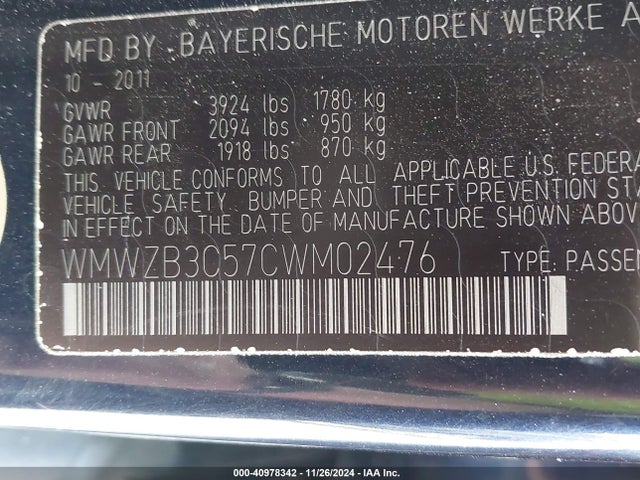 MFD BY - BAYERISCHE MOTOREN WERKE A
10 - 2011
GVWR 3924 lbs 1780 kg
GAWR FRONT 2094 lbs 950 kg
GAWR REAR 1918 lbs 870 kg
THIS VEHICLE CONFORMS TO ALL APPLICABLE U.S. FEDERA
VEHICLE SAFETY, BUMPER AND THEFT PREVENTION STA
IN EFFECT ON THE DATE OF MANUFACTURE SHOWN ABOV
WMWZB3C57CWM02476 TYPE: PASSEN
000-40978342 - 11/26/2024 - IAA Inc.